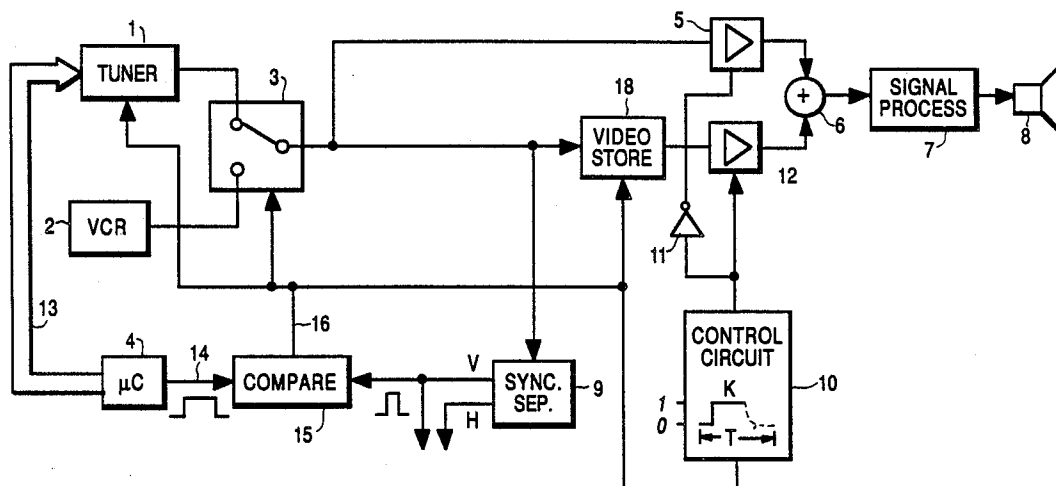 1
TUNER
3
5
18
VIDEO
STORE
+
6
SIGNAL
PROCESS
7
8
12
2
VCR
11
13
16
4
μC
14
COMPARE
15
V
H
SYNC.
SEP.
9
CONTROL
CIRCUIT
10
1
0
K
T